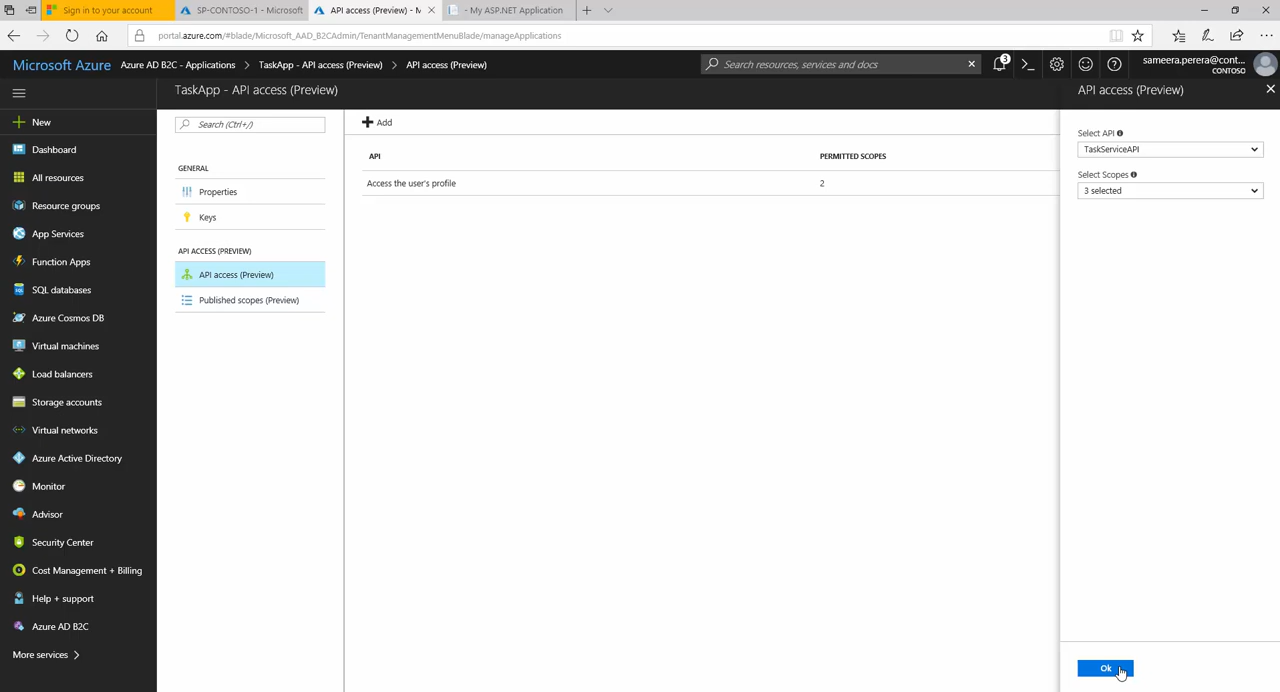 Sign in to your account
SP-CONTOSO-1 - Microsoft
API access (Preview) - M
- My ASP.NET Application
portal.azure.com/#blade/Microsoft_AAD_B2CAdmin/TenantManagementMenuBlade/manageApplications
Microsoft Azure
Azure AD B2C - Applications > TaskApp - API access (Preview) > API access (Preview)
Search resources, services and docs
3
sameera.perera@cont...
CONTOSO
New
Dashboard
All resources
Resource groups
App Services
Function Apps
SQL databases
Azure Cosmos DB
Virtual machines
Load balancers
Storage accounts
Virtual networks
Azure Active Directory
Monitor
Advisor
Security Center
Cost Management + Billing
Help + support
Azure AD B2C
More services >
TaskApp - API access (Preview)
Search (Ctrl+/)
GENERAL
Properties
Keys
API ACCESS (PREVIEW)
API access (Preview)
Published scopes (Preview)
Add
API PERMITTED SCOPES
Access the user's profile 2
API access (Preview)
Select API
TaskServiceAPI
Select Scopes
3 selected
Ok